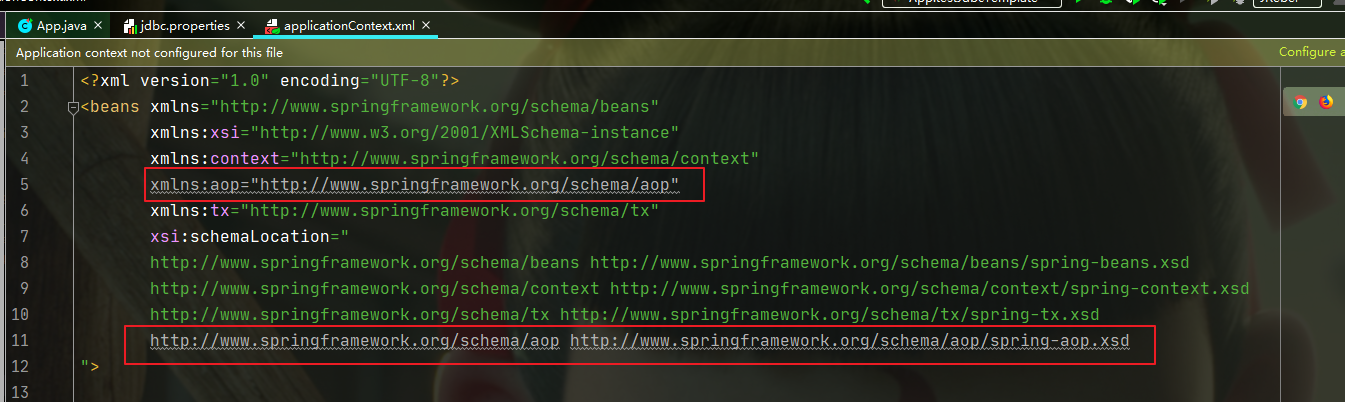 App.java
jdbc.properties
applicationContext.xml
Application context not configured for this file
Configure a
1 <?xml version="1.0" encoding="UTF-8"?>
2 <beans xmlns="http://www.springframework.org/schema/beans"
3 xmlns:xsi="http://www.w3.org/2001/XMLSchema-instance"
4 xmlns:context="http://www.springframework.org/schema/context"
5 xmlns:aop="http://www.springframework.org/schema/aop"
6 xmlns:tx="http://www.springframework.org/schema/tx"
7 xsi:schemaLocation="
8 http://www.springframework.org/schema/beans http://www.springframework.org/schema/beans/spring-beans.xsd
9 http://www.springframework.org/schema/context http://www.springframework.org/schema/context/spring-context.xsd
10 http://www.springframework.org/schema/tx http://www.springframework.org/schema/tx/spring-tx.xsd
11 http://www.springframework.org/schema/aop http://www.springframework.org/schema/aop/spring-aop.xsd
12 ">
13